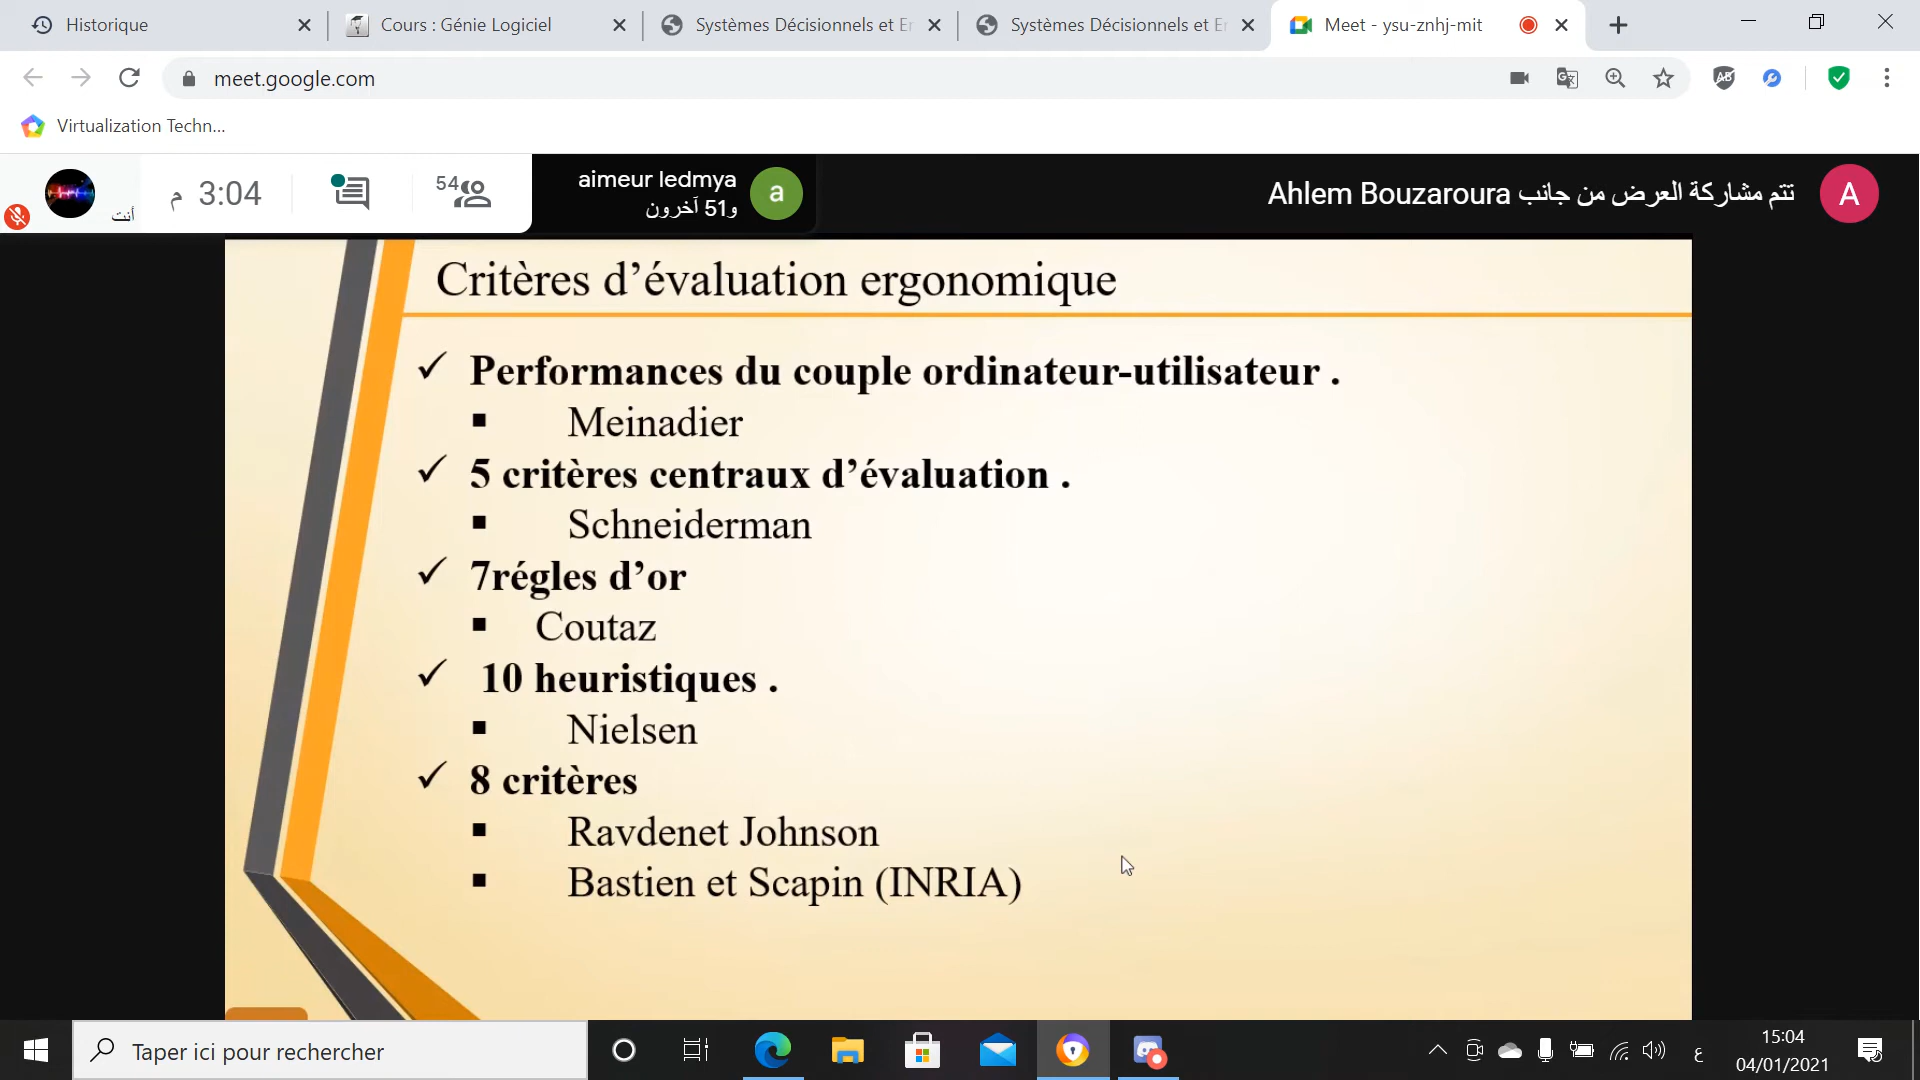 Historique
Cours : Génie Logiciel
Systèmes Décisionnels et Er
Systèmes Décisionnels et Er
Meet - ysu-znhj-mit
meet.google.com
Virtualization Techn...
أنت
3:04 م
54
aimeur ledmya
و51 آخرون
a
تتم مشاركة العرض من جانب Ahlem Bouzaroura
A
Critères d’évaluation ergonomique
Performances du couple ordinateur-utilisateur .
Meinadier
5 critères centraux d’évaluation .
Schneiderman
7régles d’or
Coutaz
10 heuristiques .
Nielsen
8 critères
Ravdenet Johnson
Bastien et Scapin (INRIA)
Taper ici pour rechercher
ع
15:04
04/01/2021